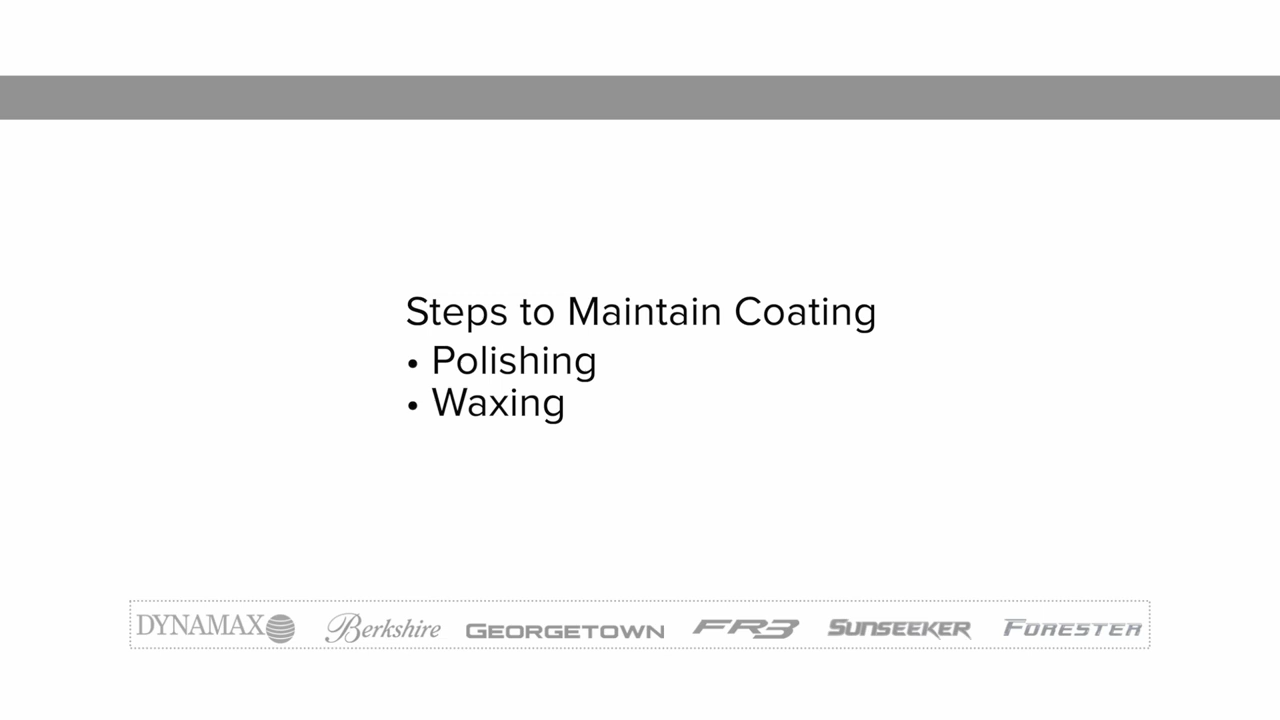 Steps to Maintain Coating
• Polishing
• Waxing
DYNAMAX Berkshire GEORGETOWN FR3 SUNSEEKER FORESTER